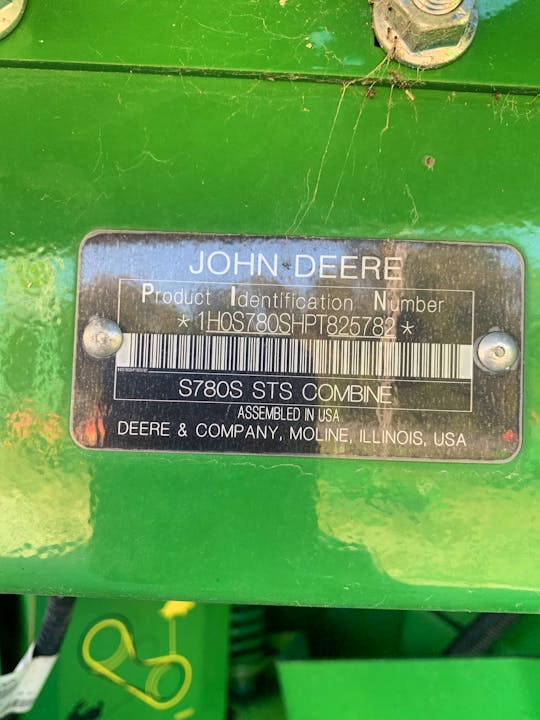 JOHN DEERE
Product Identification Number
*1H0S780SHPT825782*
S780S STS COMBINE
ASSEMBLED IN USA
DEERE & COMPANY, MOLINE, ILLINOIS, USA